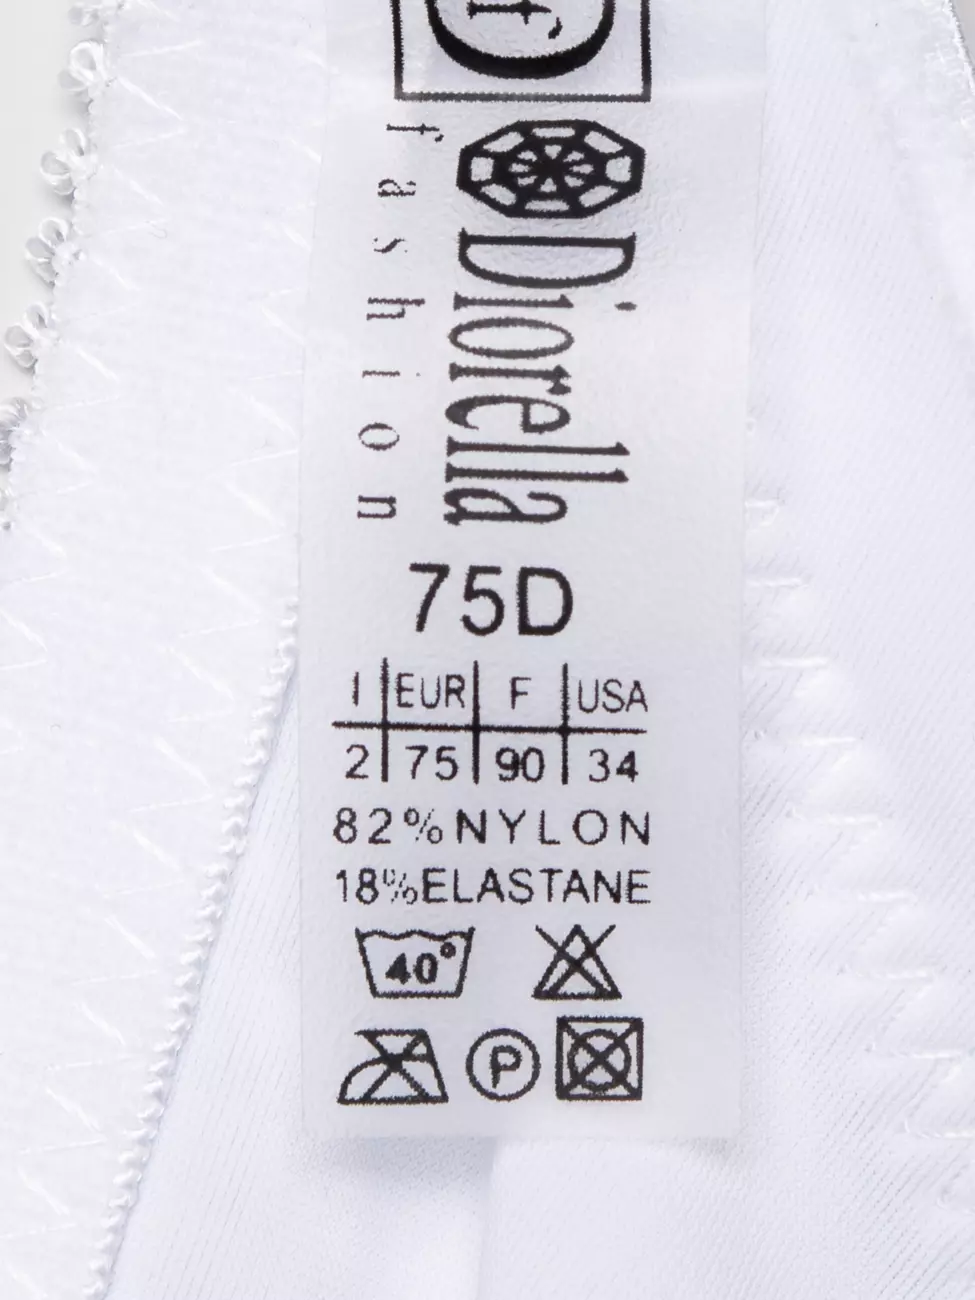 Diorella
fashion
75D
I EUR F USA
2 75 90 34
82% NYLON
18% ELASTANE
40°
P